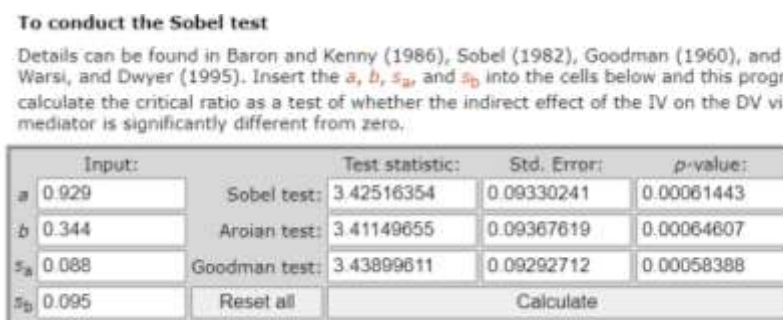 To conduct the Sobel test
Details can be found in Baron and Kenny (1986), Sobel (1982), Goodman (1960), and
Warsi, and Dwyer (1995). Insert the a, b, sa, and sb into the cells below and this progr
calculate the critical ratio as a test of whether the indirect effect of the IV on the DV vi
mediator is significantly different from zero.
Input: Test statistic: Std. Error: p-value:
a 0.929 Sobel test: 3.42516354 0.09330241 0.00061443
b 0.344 Aroian test: 3.41149655 0.09367619 0.00064607
sa 0.088 Goodman test: 3.43899611 0.09292712 0.00058388
sb 0.095 Reset all Calculate